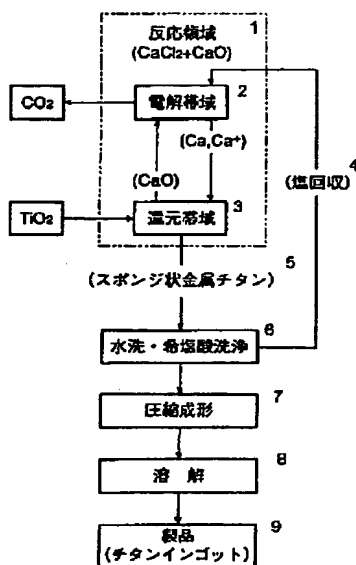 反応領域 1
(CaCl₂+CaO)
CO₂
電解帯域 2
(Ca,Ca⁺)
4
(塩回収)
(CaO)
TiO₂
還元帯域 3
5
(スポンジ状金属チタン)
水洗・希塩酸洗浄 6
圧縮成形 7
溶 解 8
製品 9
(チタンインゴット)